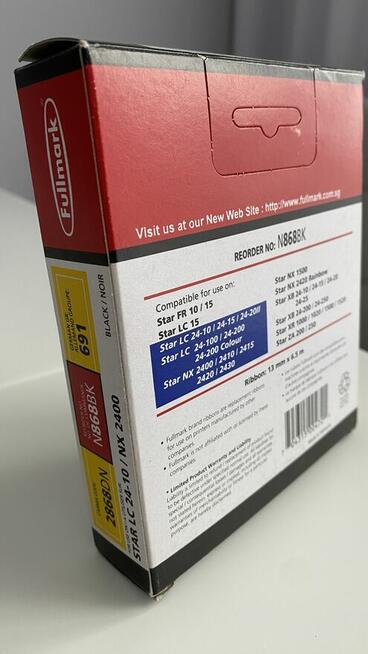 Fullmark
Visit us at our New Web Site : http://www.fullmark.com.sg
REORDER NO: N868BK
Compatible for use on:
Star FR 10 / 15
Star LC 15
Star LC 24-10 / 24-15 / 24-20II
Star LC 24-100 / 24-200
24-200 Colour
Star NX 2400 / 2410 / 2415
2420 / 2430
Star NX 1500
Star NX 2420 Rainbow
Star XB 24-10 / 24-15 / 24-20
24-25
Star XB 24-200 / 24-250
Star XR 1000 / 1020 / 1500 / 1520
Star ZA 200 / 250
Ribbon: 13 mm x 6.5 m
• Fullmark brand ribbons are replacement ribbons
for use on printers manufactured by other
companies.
• Fullmark is not affiliated with or licensed by these
companies.
• Limited Product Warranty and Liability
GERMAN GR.
691
BLACK / NOIR
N868BK
2868DN
STAR LC 24-10 / NX 2400